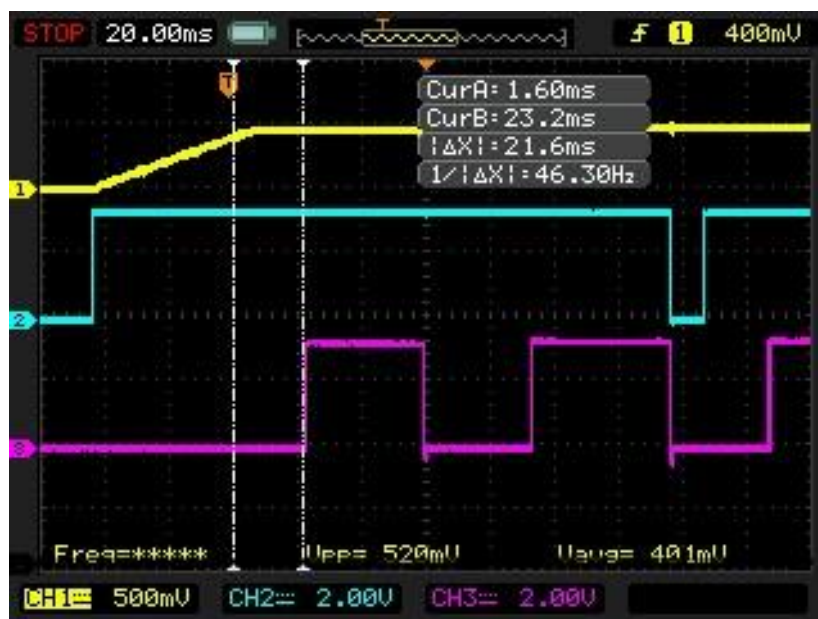 STOP 20.00ms T 1 400mV
T
CurA:1.60ms
CurB:23.2ms
|ΔX|:21.6ms
1/|ΔX|:46.30Hz
1
2
3
Freq=***** Vpp= 520mV Vavg= 401mV
CH1 500mV CH2 2.00V CH3 2.00V